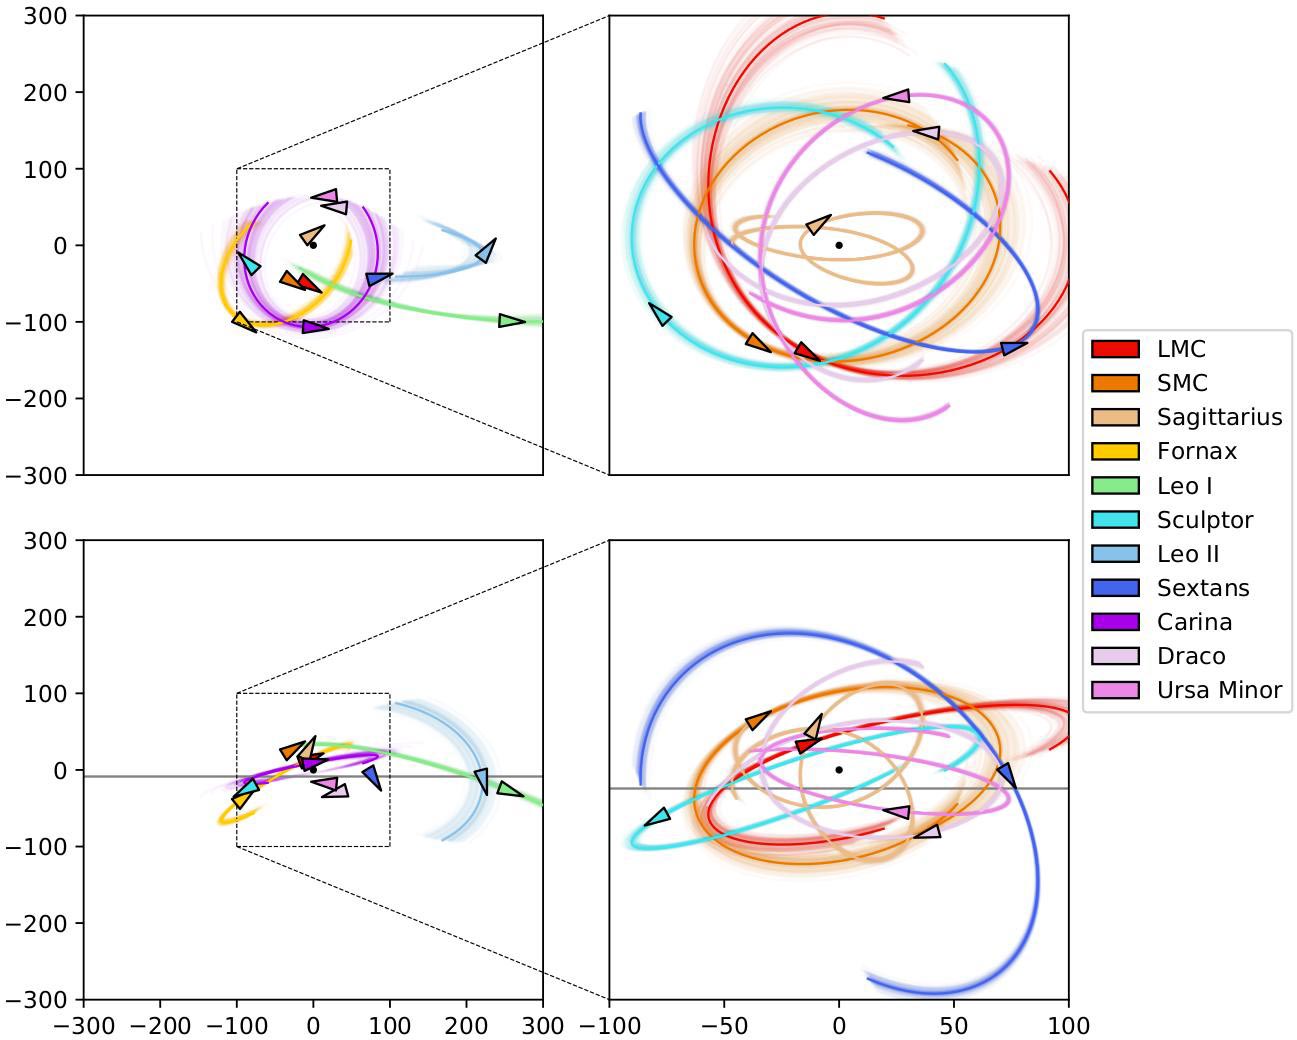 300
200
100
0
−100
−200
−300
LMC
SMC
Sagittarius
Fornax
Leo I
Sculptor
Leo II
Sextans
Carina
Draco
Ursa Minor
300
200
100
0
−100
−200
−300
−300 −200 −100 0 100 200 300 −100 −50 0 50 100